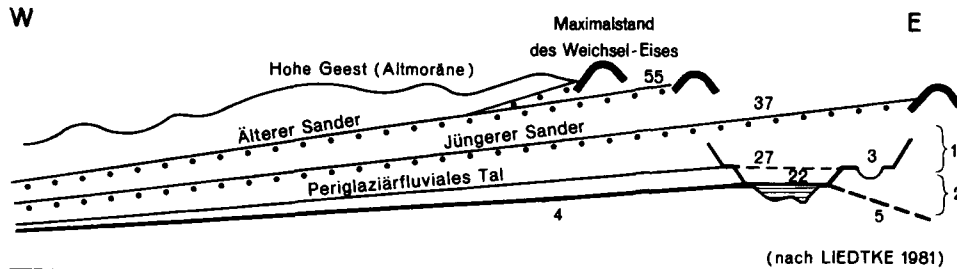 W
E
Maximalstand
des Weichsel-Eises
Hohe Geest (Altmoräne)
55
37
Älterer Sander
Jüngerer Sander
27
3
1
Periglaziärfluviales Tal
22
2
4
5
(nach LIEDTKE 1981)